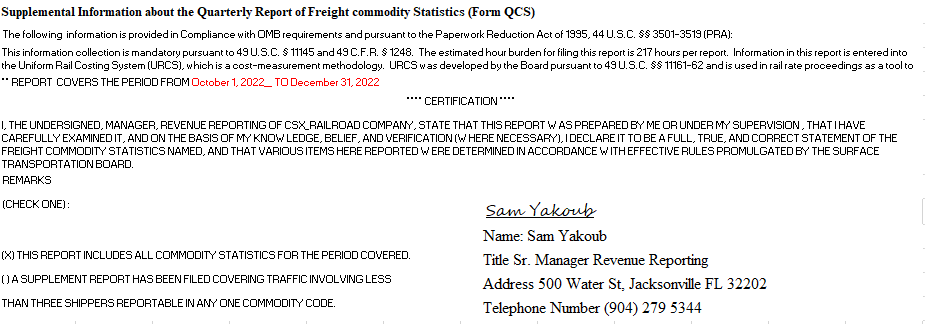 Supplemental Information about the Quarterly Report of Freight commodity Statistics (Form QCS)
The following information is provided in Compliance with OMB requirements and pursuant to the Paperwork Reduction Act of 1995, 44 U.S.C. §§ 3501-3519 (PRA):
This information collection is mandatory pursuant to 49 U.S.C. § 11145 and 49 C.F.R. § 1248. The estimated hour burden for filing this report is 217 hours per report. Information in this report is entered into
the Uniform Rail Costing System (URCS), which is a cost-measurement methodology. URCS was developed by the Board pursuant to 49 U.S.C. §§ 11161-62 and is used in rail rate proceedings as a tool to
** REPORT COVERS THE PERIOD FROM October 1, 2022_ TO December 31, 2022
**** CERTIFICATION ****
I, THE UNDERSIGNED, MANAGER, REVENUE REPORTING OF CSX_RAILROAD COMPANY, STATE THAT THIS REPORT WAS PREPARED BY ME OR UNDER MY SUPERVISION , THAT I HAVE
CAREFULLY EXAMINED IT, AND ON THE BASIS OF MY KNOWLEDGE, BELIEF, AND VERIFICATION (WHERE NECESSARY), I DECLARE IT TO BE A FULL, TRUE, AND CORRECT STATEMENT OF THE
FREIGHT COMMODITY STATISTICS NAMED, AND THAT VARIOUS ITEMS HERE REPORTED WERE DETERMINED IN ACCORDANCE WITH EFFECTIVE RULES PROMULGATED BY THE SURFACE
TRANSPORTATION BOARD.
REMARKS
(CHECK ONE) :
Sam Yakoub
Name: Sam Yakoub
(X) THIS REPORT INCLUDES ALL COMMODITY STATISTICS FOR THE PERIOD COVERED.
Title Sr. Manager Revenue Reporting
( ) A SUPPLEMENT REPORT HAS BEEN FILED COVERING TRAFFIC INVOLVING LESS
Address 500 Water St, Jacksonville FL 32202
THAN THREE SHIPPERS REPORTABLE IN ANY ONE COMMODITY CODE.
Telephone Number (904) 279 5344